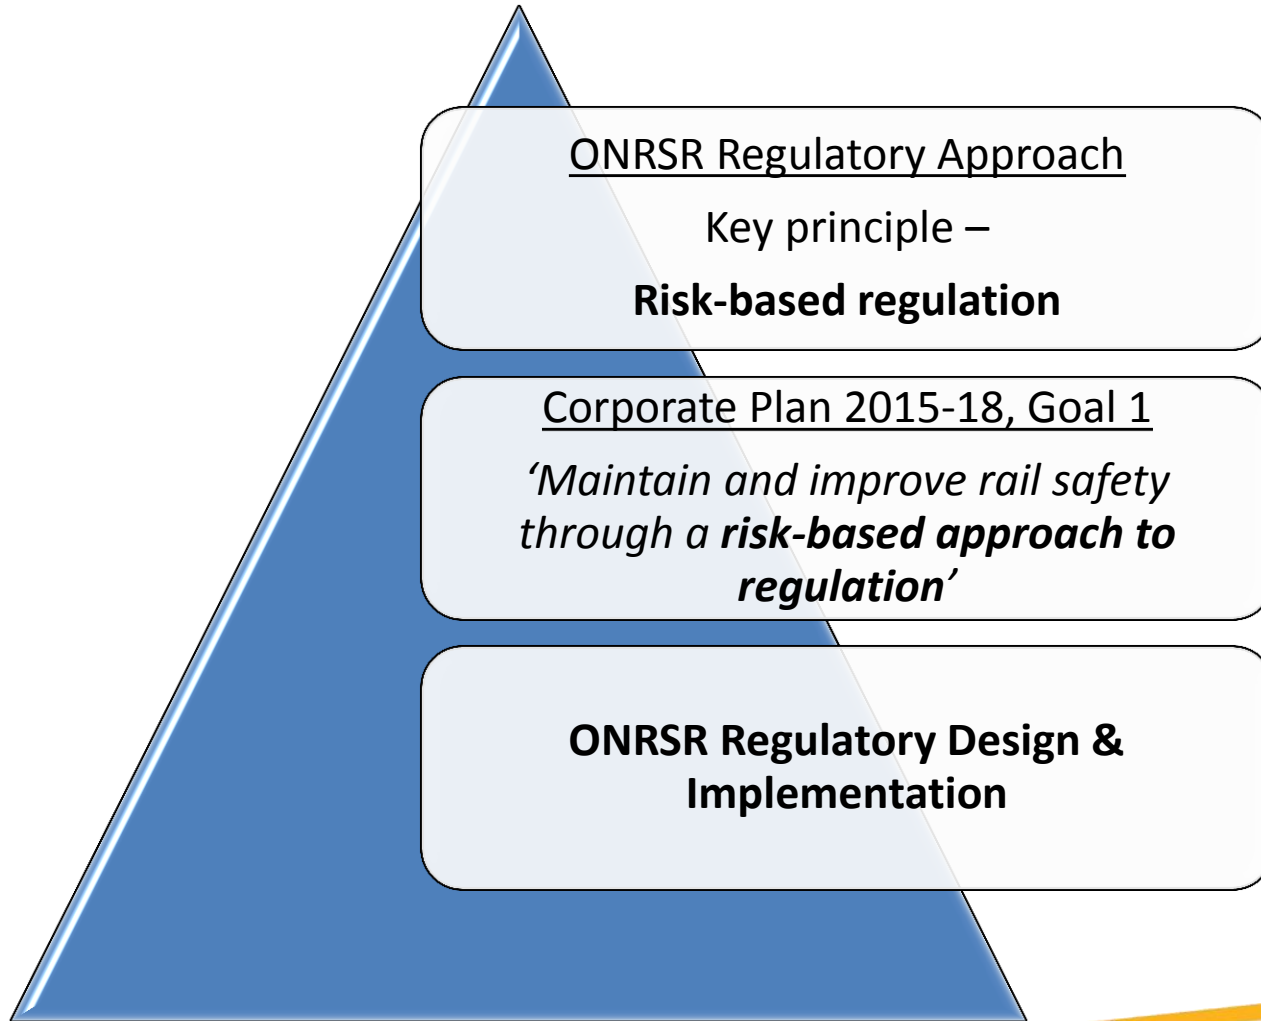 ONRSR Regulatory Approach
Key principle –
Risk-based regulation
Corporate Plan 2015-18, Goal 1
‘Maintain and improve rail safety
through a risk-based approach to
regulation’
ONRSR Regulatory Design &
Implementation